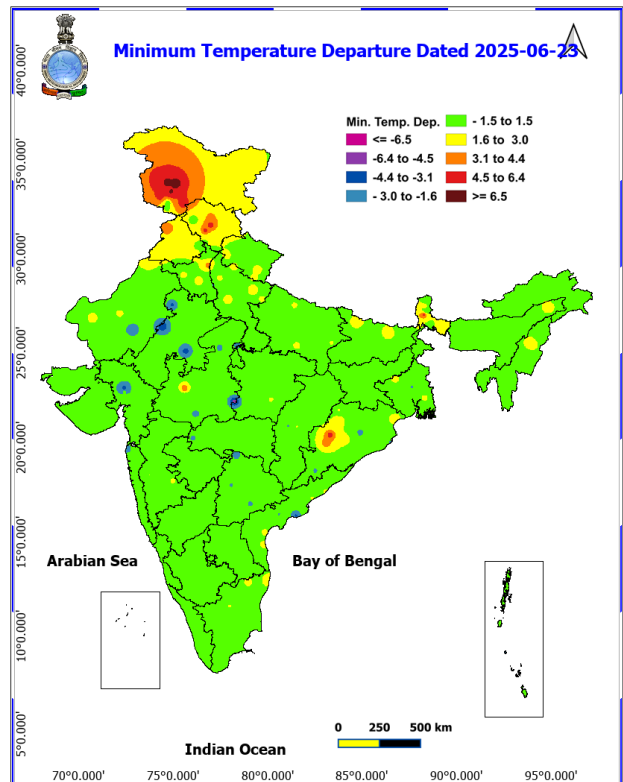 Minimum Temperature Departure Dated 2025-06-23
Min. Temp. Dep.
<= -6.5
-6.4 to -4.5
-4.4 to -3.1
- 3.0 to -1.6
- 1.5 to 1.5
1.6 to 3.0
3.1 to 4.4
4.5 to 6.4
>= 6.5
40°0.000'
35°0.000'
30°0.000'
25°0.000'
20°0.000'
15°0.000'
10°0.000'
5°0.000'
Arabian Sea
Bay of Bengal
Indian Ocean
0 250 500 km
70°0.000' 75°0.000' 80°0.000' 85°0.000' 90°0.000' 95°0.000'